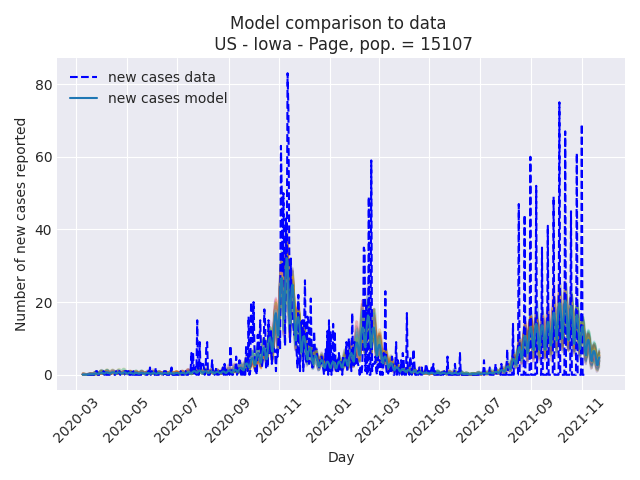 Model comparison to data
US - Iowa - Page, pop. = 15107
new cases data
new cases model
Number of new cases reported
80
60
40
20
0
2020-03
2020-05
2020-07
2020-09
2020-11
2021-01
2021-03
2021-05
2021-07
2021-09
2021-11
Day